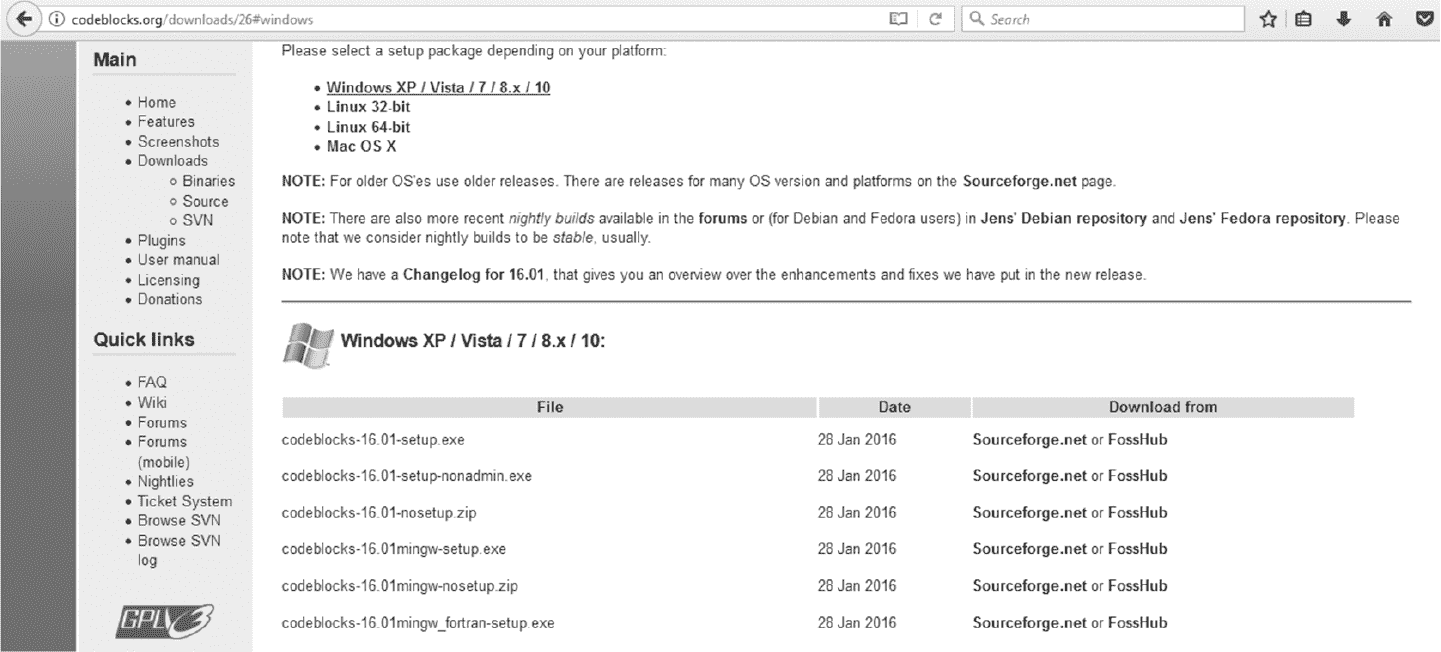 codeblocks.org/downloads/26#windows
Search
Main
Home
Features
Screenshots
Downloads
Binaries
Source
SVN
Plugins
User manual
Licensing
Donations
Quick links
FAQ
Wiki
Forums
Forums
(mobile)
Nightlies
Ticket System
Browse SVN
Browse SVN
log
GPLv3
Please select a setup package depending on your platform:
Windows XP / Vista / 7 / 8.x / 10
Linux 32-bit
Linux 64-bit
Mac OS X
NOTE: For older OS'es use older releases. There are releases for many OS version and platforms on the Sourceforge.net page.
NOTE: There are also more recent nightly builds available in the forums or (for Debian and Fedora users) in Jens' Debian repository and Jens' Fedora repository. Please
note that we consider nightly builds to be stable, usually.
NOTE: We have a Changelog for 16.01, that gives you an overview over the enhancements and fixes we have put in the new release.
Windows XP / Vista / 7 / 8.x / 10:
File Date Download from
codeblocks-16.01-setup.exe 28 Jan 2016 Sourceforge.net or FossHub
codeblocks-16.01-setup-nonadmin.exe 28 Jan 2016 Sourceforge.net or FossHub
codeblocks-16.01-nosetup.zip 28 Jan 2016 Sourceforge.net or FossHub
codeblocks-16.01mingw-setup.exe 28 Jan 2016 Sourceforge.net or FossHub
codeblocks-16.01mingw-nosetup.zip 28 Jan 2016 Sourceforge.net or FossHub
codeblocks-16.01mingw_fortran-setup.exe 28 Jan 2016 Sourceforge.net or FossHub